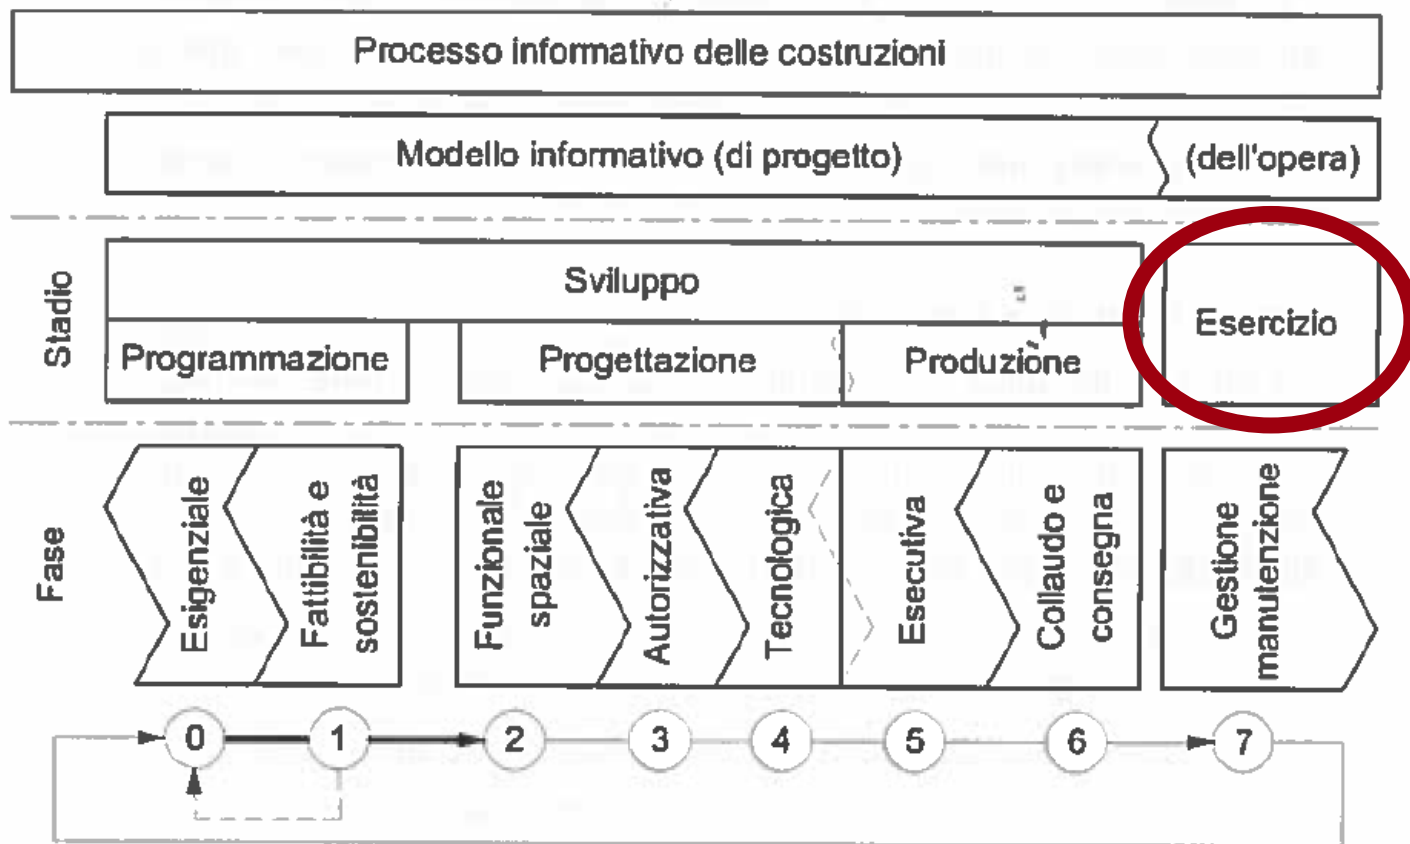 Processo informativo delle costruzioni
Modello informativo (di progetto)
(dell'opera)
Stadio
Sviluppo
Esercizio
Programmazione
Progettazione
Produzione
Fase
Esigenziale
Fattibilità e
sostenibilità
Funzionale
spaziale
Autorizzativa
Tecnologica
Esecutiva
Collaudo e
consegna
Gestione
manutenzione
0
1
2
3
4
5
6
7